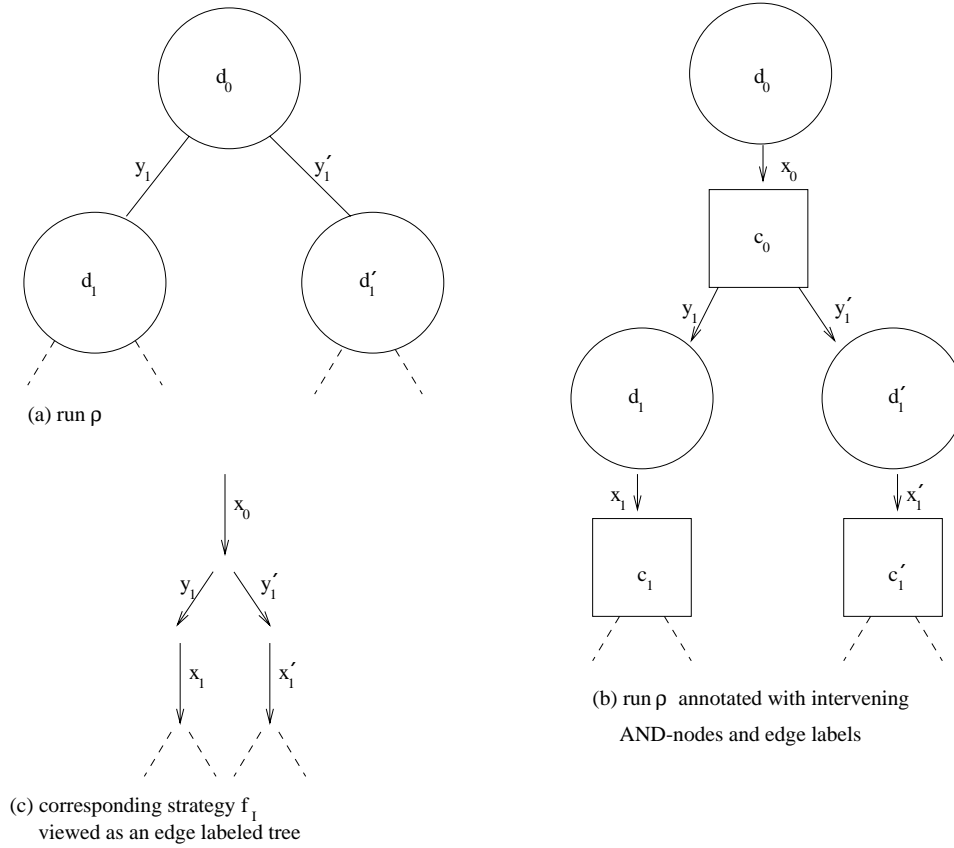 d₀
y₁
y₁′
d₁
d₁′
(a) run ρ
d₀
x₀
c₀
y₁
y₁′
d₁
d₁′
x₁
x₁′
c₁
c₁′
(b) run ρ annotated with intervening
AND-nodes and edge labels
x₀
y₁
y₁′
x₁
x₁′
(c) corresponding strategy f_I
viewed as an edge labeled tree